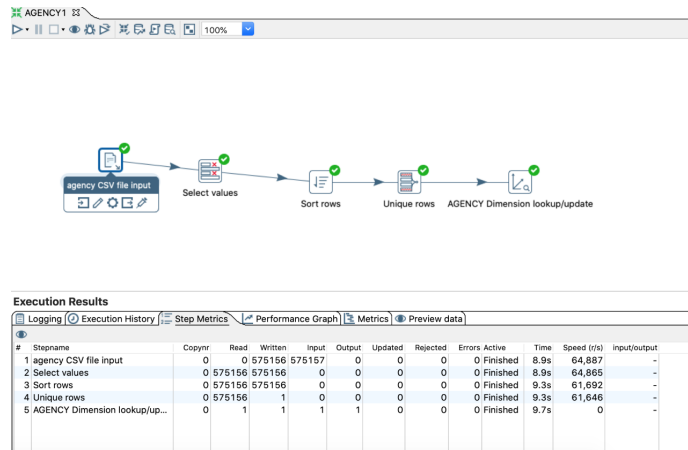 AGENCY1
100%
agency CSV file input
Select values
Sort rows
Unique rows
AGENCY Dimension lookup/update
Execution Results
Logging Execution History Step Metrics Performance Graph Metrics Preview data
# Stepname Copynr Read Written Input Output Updated Rejected Errors Active Time Speed (r/s) input/output
1 agency CSV file input 0 0 575156 575157 0 0 0 0 Finished 8.9s 64,887 -
2 Select values 0 575156 575156 0 0 0 0 0 Finished 8.9s 64,865 -
3 Sort rows 0 575156 575156 0 0 0 0 0 Finished 9.3s 61,692 -
4 Unique rows 0 575156 1 0 0 0 0 0 Finished 9.3s 61,646 -
5 AGENCY Dimension lookup/up... 0 1 1 1 1 0 0 0 Finished 9.7s 0 -